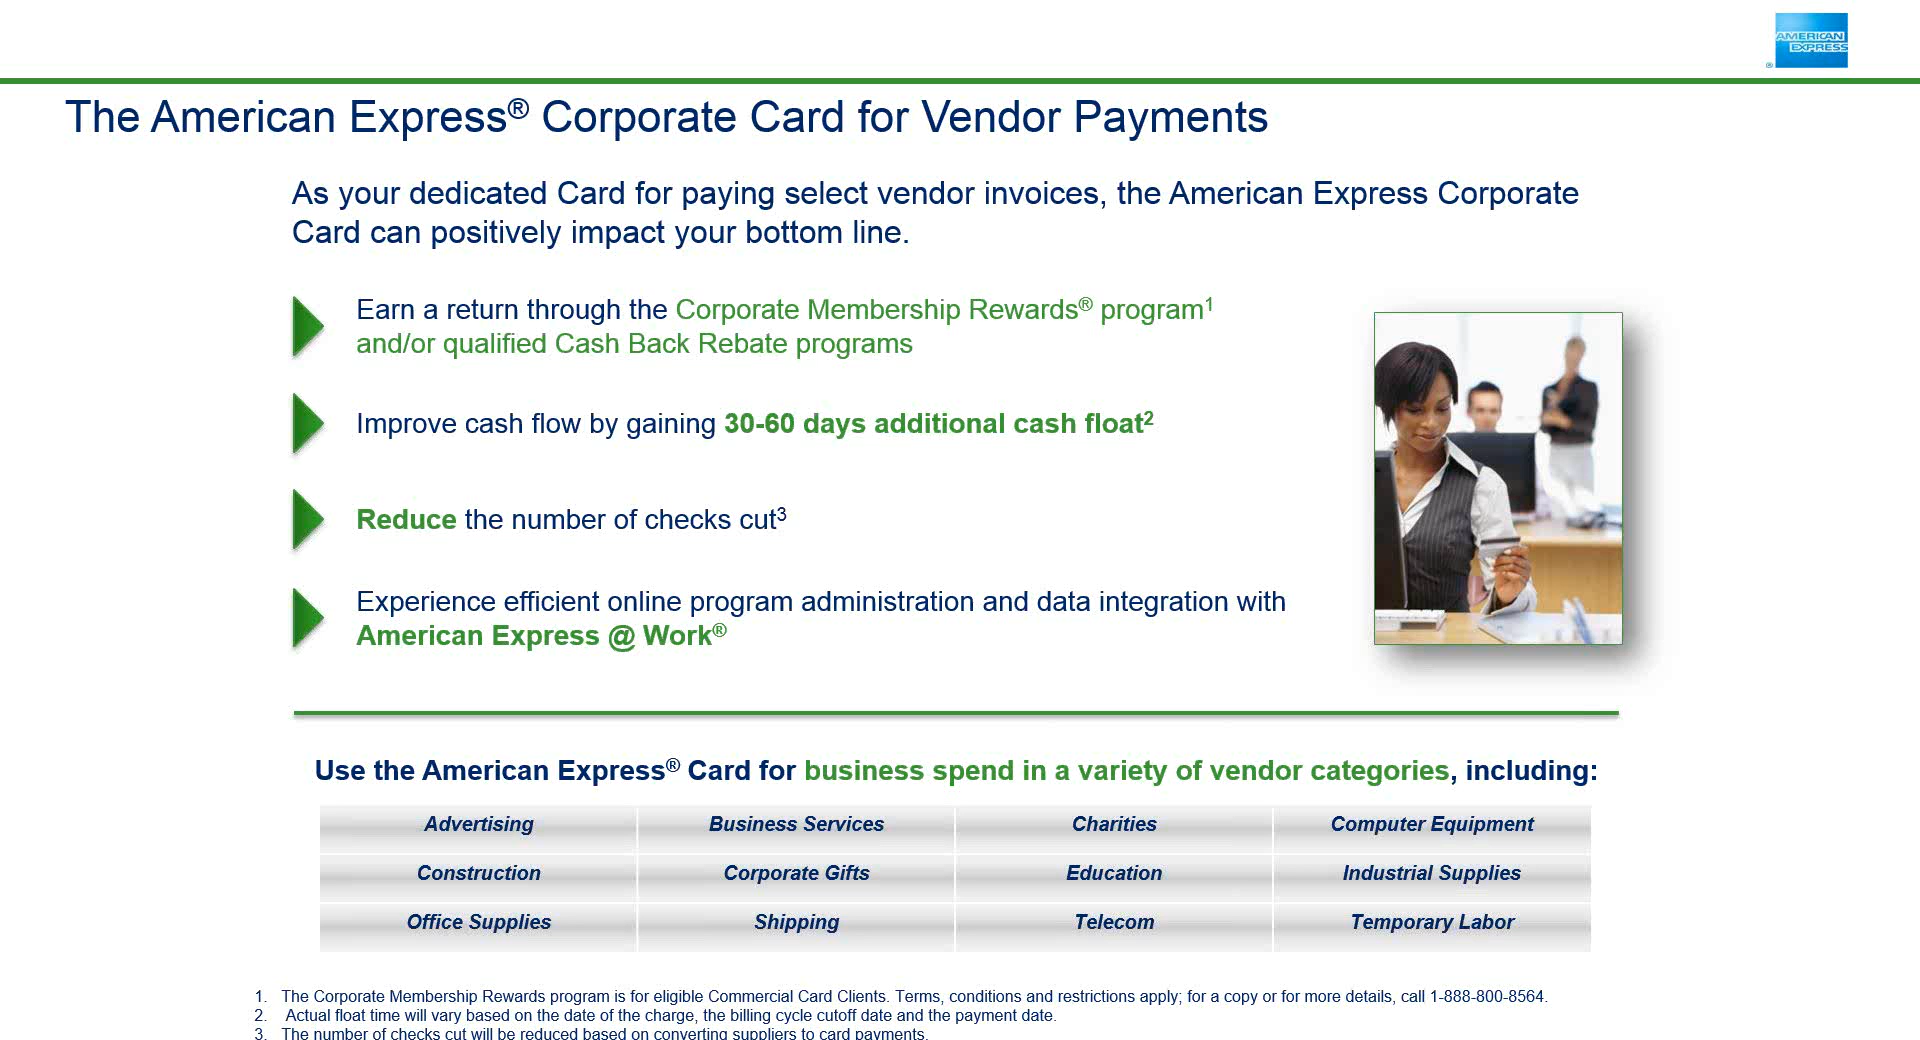 AMERICAN
EXPRESS
®
The American Express® Corporate Card for Vendor Payments
As your dedicated Card for paying select vendor invoices, the American Express Corporate
Card can positively impact your bottom line.
Earn a return through the Corporate Membership Rewards® program¹
and/or qualified Cash Back Rebate programs
Improve cash flow by gaining 30-60 days additional cash float²
Reduce the number of checks cut³
Experience efficient online program administration and data integration with
American Express @ Work®
Use the American Express® Card for business spend in a variety of vendor categories, including:
Advertising Business Services Charities Computer Equipment
Construction Corporate Gifts Education Industrial Supplies
Office Supplies Shipping Telecom Temporary Labor
1. The Corporate Membership Rewards program is for eligible Commercial Card Clients. Terms, conditions and restrictions apply; for a copy or for more details, call 1-888-800-8564.
2. Actual float time will vary based on the date of the charge, the billing cycle cutoff date and the payment date.
3. The number of checks cut will be reduced based on converting suppliers to card payments.